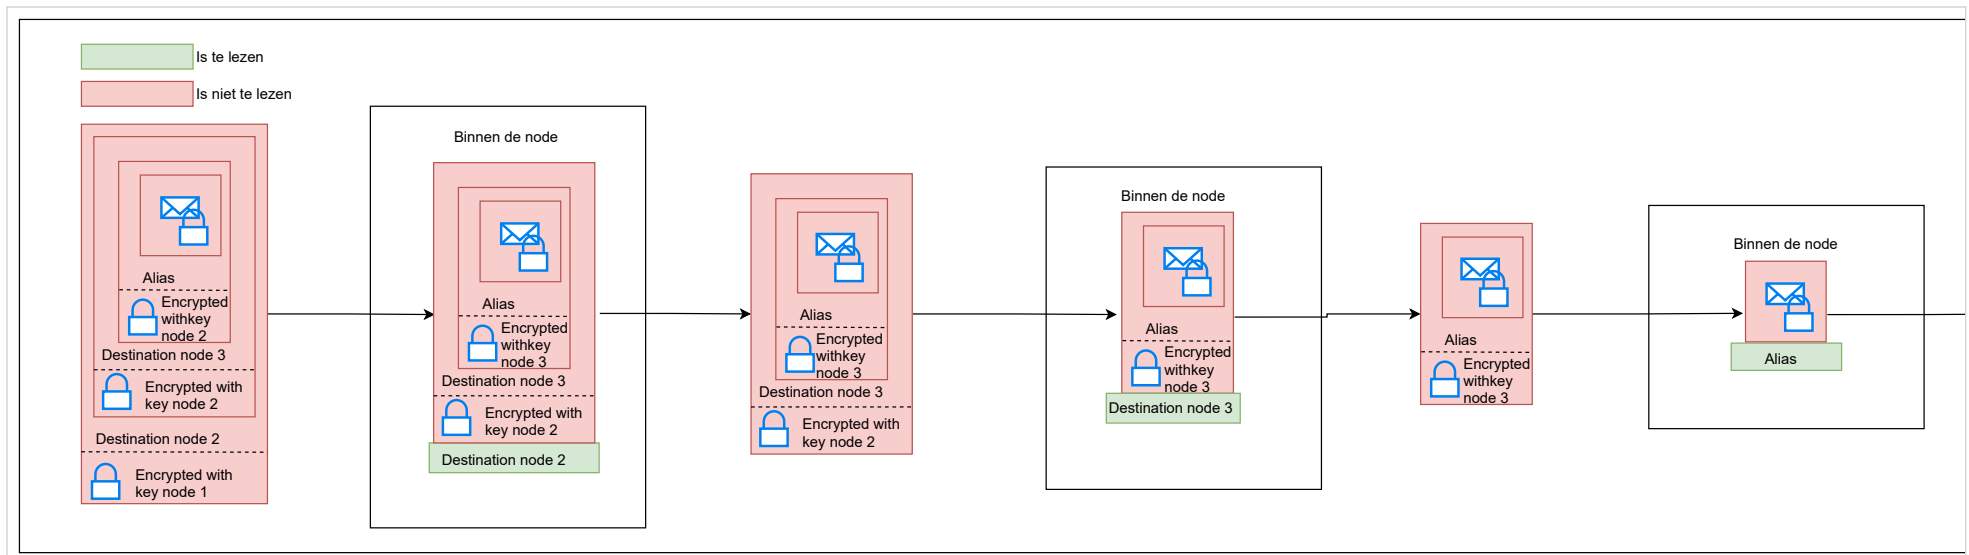 Is te lezen
Is niet te lezen
Alias
Encrypted
withkey
node 2
Destination node 3
Encrypted with
key node 2
Destination node 2
Encrypted with
key node 1
Binnen de node
Alias
Encrypted
withkey
node 3
Destination node 3
Encrypted with
key node 2
Destination node 2
Alias
Encrypted
withkey
node 3
Destination node 3
Encrypted with
key node 2
Binnen de node
Alias
Encrypted
withkey
node 3
Destination node 3
Alias
Encrypted
withkey
node 3
Binnen de node
Alias